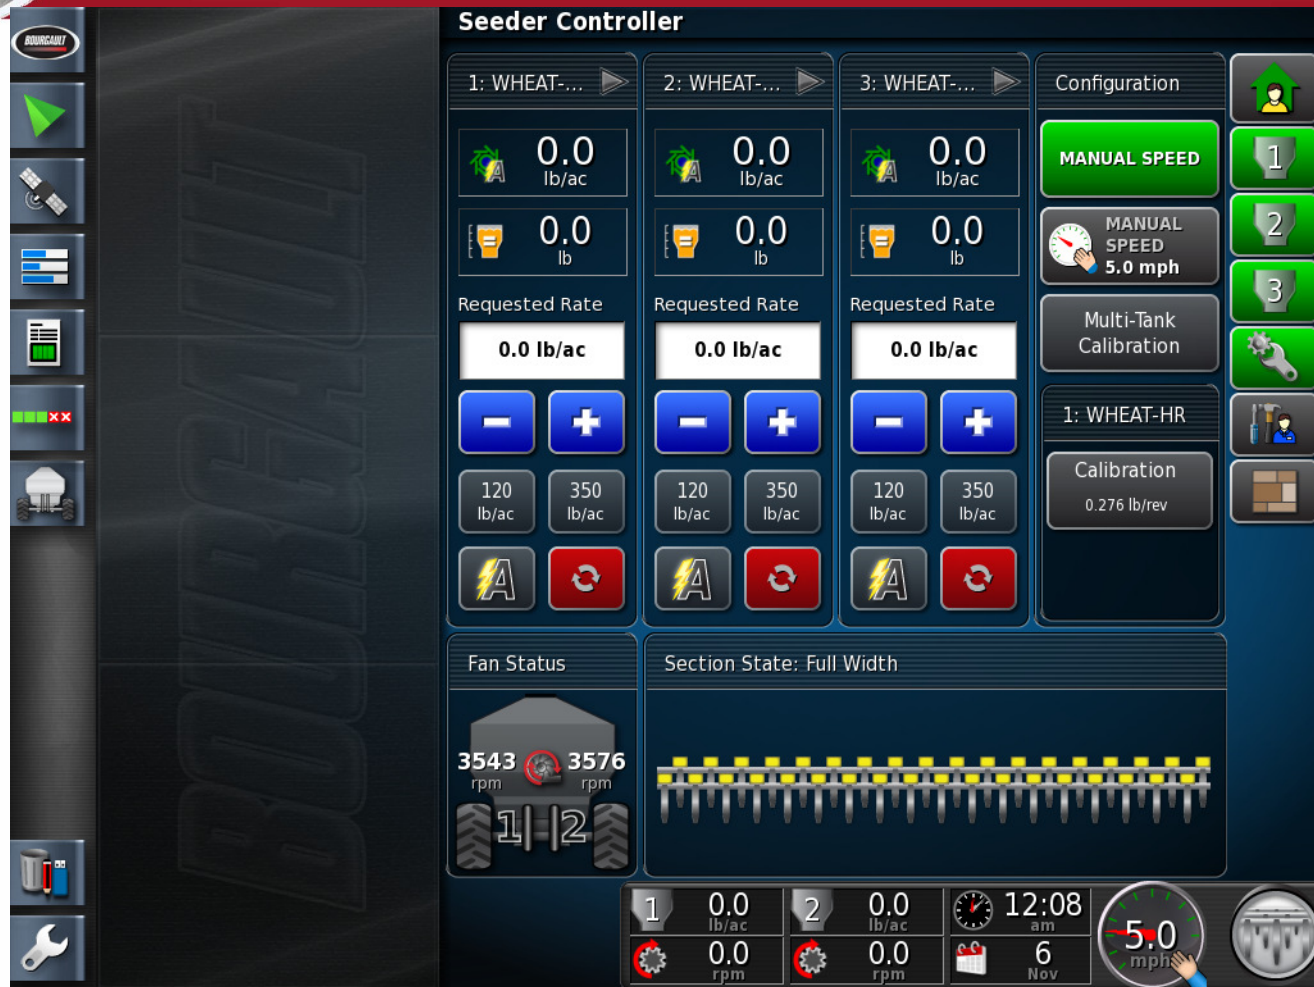 Seeder Controller
BOURGAULT
BOURGAULT
1: WHEAT-...
0.0
lb/ac
0.0
lb
Requested Rate
0.0 lb/ac
120
lb/ac
350
lb/ac
A
2: WHEAT-...
0.0
lb/ac
0.0
lb
Requested Rate
0.0 lb/ac
120
lb/ac
350
lb/ac
A
3: WHEAT-...
0.0
lb/ac
0.0
lb
Requested Rate
0.0 lb/ac
120
lb/ac
350
lb/ac
A
Configuration
MANUAL SPEED
MANUAL
SPEED
5.0 mph
Multi-Tank
Calibration
1: WHEAT-HR
Calibration
0.276 lb/rev
1
2
3
Fan Status
3543
rpm
3576
rpm
1 2
Section State: Full Width
1
0.0
lb/ac
0.0
rpm
2
0.0
lb/ac
0.0
rpm
12:08
am
6
Nov
5.0
mph